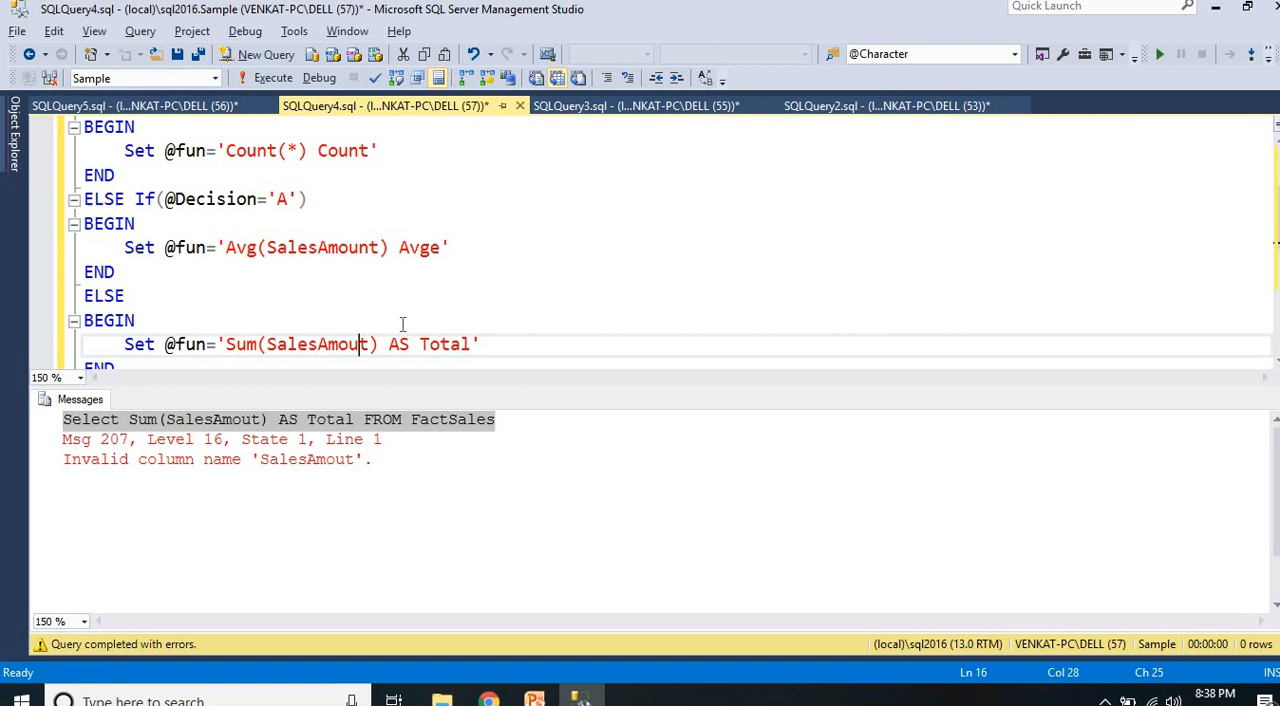 SQLQuery4.sql - (local)\sql2016.Sample (VENKAT-PC\DELL (57))* - Microsoft SQL Server Management Studio
Quick Launch
File Edit View Query Project Debug Tools Window Help
New Query
@Character
Sample
Execute Debug
SQLQuery5.sql - (l...NKAT-PC\DELL (56))* SQLQuery4.sql - (l...NKAT-PC\DELL (57))* SQLQuery3.sql - (l...NKAT-PC\DELL (55))* SQLQuery2.sql - (l...NKAT-PC\DELL (53))*
Object Explorer
BEGIN
Set @fun='Count(*) Count'
END
ELSE If(@Decision='A')
BEGIN
Set @fun='Avg(SalesAmount) Avge'
END
ELSE
BEGIN
Set @fun='Sum(SalesAmout) AS Total'
END
150 %
Messages
Select Sum(SalesAmout) AS Total FROM FactSales
Msg 207, Level 16, State 1, Line 1
Invalid column name 'SalesAmout'.
150 %
Query completed with errors. (local)\sql2016 (13.0 RTM) VENKAT-PC\DELL (57) Sample 00:00:00 0 rows
Ready Ln 16 Col 28 Ch 25 INS
Type here to search
8:38 PM